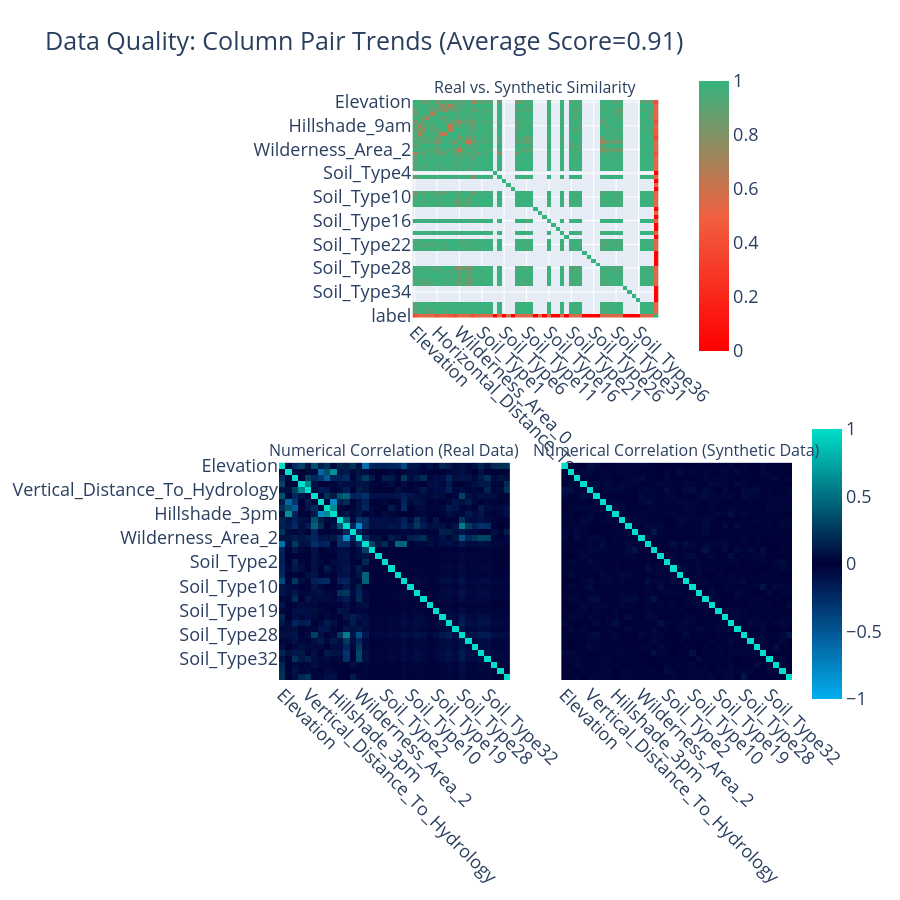 Data Quality: Column Pair Trends (Average Score=0.91)
Real vs. Synthetic Similarity
Elevation
Hillshade_9am
Wilderness_Area_2
Soil_Type4
Soil_Type10
Soil_Type16
Soil_Type22
Soil_Type28
Soil_Type34
label
Elevation
Horizontal_Distance_To
Wilderness_Area_0
Soil_Type1
Soil_Type6
Soil_Type11
Soil_Type16
Soil_Type21
Soil_Type26
Soil_Type31
Soil_Type36
1
0.8
0.6
0.4
0.2
0
Numerical Correlation (Real Data)
Elevation
Vertical_Distance_To_Hydrology
Hillshade_3pm
Wilderness_Area_2
Soil_Type2
Soil_Type10
Soil_Type19
Soil_Type28
Soil_Type32
Elevation
Vertical_Distance_To_Hydrology
Hillshade_3pm
Wilderness_Area_2
Soil_Type2
Soil_Type10
Soil_Type19
Soil_Type28
Soil_Type32
Numerical Correlation (Synthetic Data)
Elevation
Vertical_Distance_To_Hydrology
Hillshade_3pm
Wilderness_Area_2
Soil_Type2
Soil_Type10
Soil_Type19
Soil_Type28
Soil_Type32
1
0.5
0
−0.5
−1